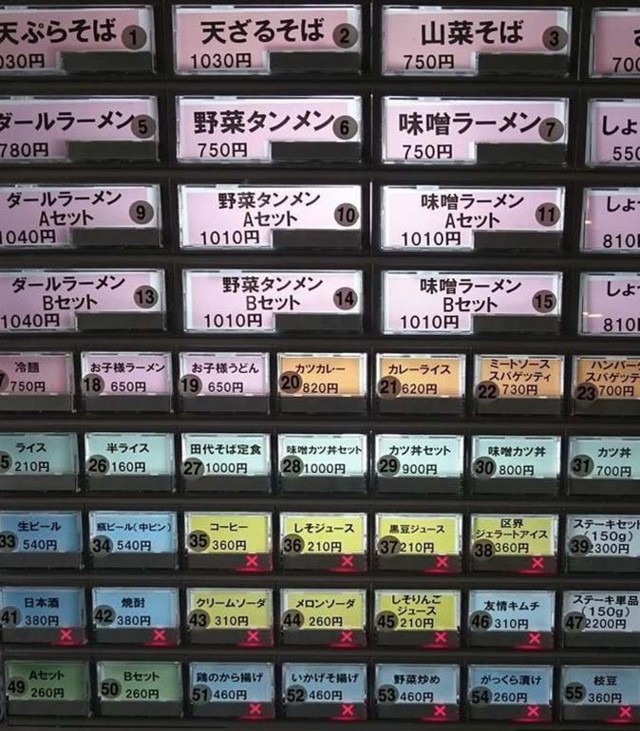 天ぷらそば 1
1030円
天ざるそば 2
1030円
山菜そば 3
750円
700
ダールラーメン 5
780円
野菜タンメン 6
750円
味噌ラーメン 7
750円
しょ
550
ダールラーメン
Aセット 9
1040円
野菜タンメン
Aセット 10
1010円
味噌ラーメン
Aセット 11
1010円
しょ
810
ダールラーメン
Bセット 13
1040円
野菜タンメン
Bセット 14
1010円
味噌ラーメン
Bセット 15
1010円
しょ
810
冷麺
7 750円
お子様ラーメン
18 650円
お子様うどん
19 650円
カツカレー
20 820円
カレーライス
21 620円
ミートソース
スパゲッティ
22 730円
ハンバー
スパゲッテ
23 700円
ライス
5 210円
半ライス
26 160円
田代そば定食
27 1000円
味噌カツ丼セット
28 1000円
カツ丼セット
29 900円
味噌カツ丼
30 800円
カツ丼
31 700円
生ビール
33 540円
瓶ビール(中ビン)
34 540円
コーヒー
35 360円
しそジュース
36 210円
黒豆ジュース
37 210円
区界
ジェラートアイス
38 360円
ステーキセット
(150g)
39 2300円
日本酒
41 380円
焼酎
42 380円
クリームソーダ
43 310円
メロンソーダ
44 260円
しそりんご
ジュース
45 210円
友情キムチ
46 310円
ステーキ単品
(150g)
47 2200円
Aセット
49 260円
Bセット
50 260円
鶏のから揚げ
51 460円
いかげそ揚げ
52 460円
野菜炒め
53 460円
がっくら漬け
54 260円
枝豆
55 360円